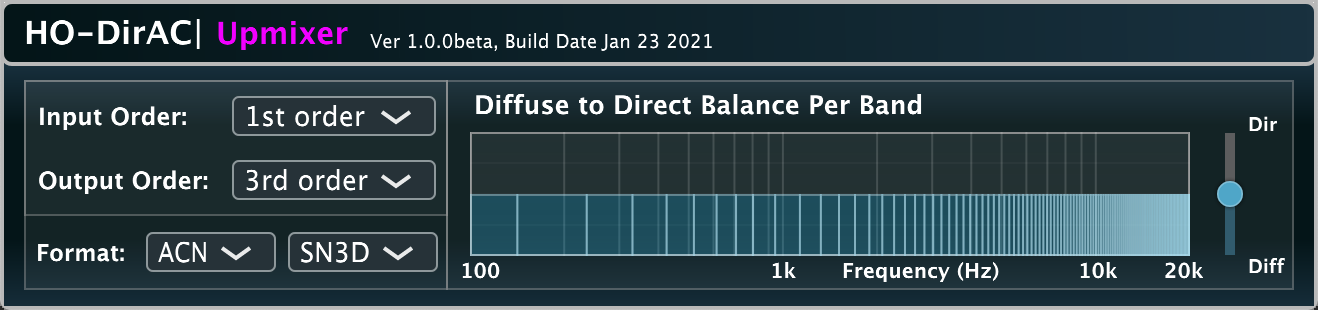 HO-DirAC| Upmixer Ver 1.0.0beta, Build Date Jan 23 2021
Input Order: 1st order
Output Order: 3rd order
Format: ACN SN3D
Diffuse to Direct Balance Per Band
Dir
Diff
100 1k Frequency (Hz) 10k 20k